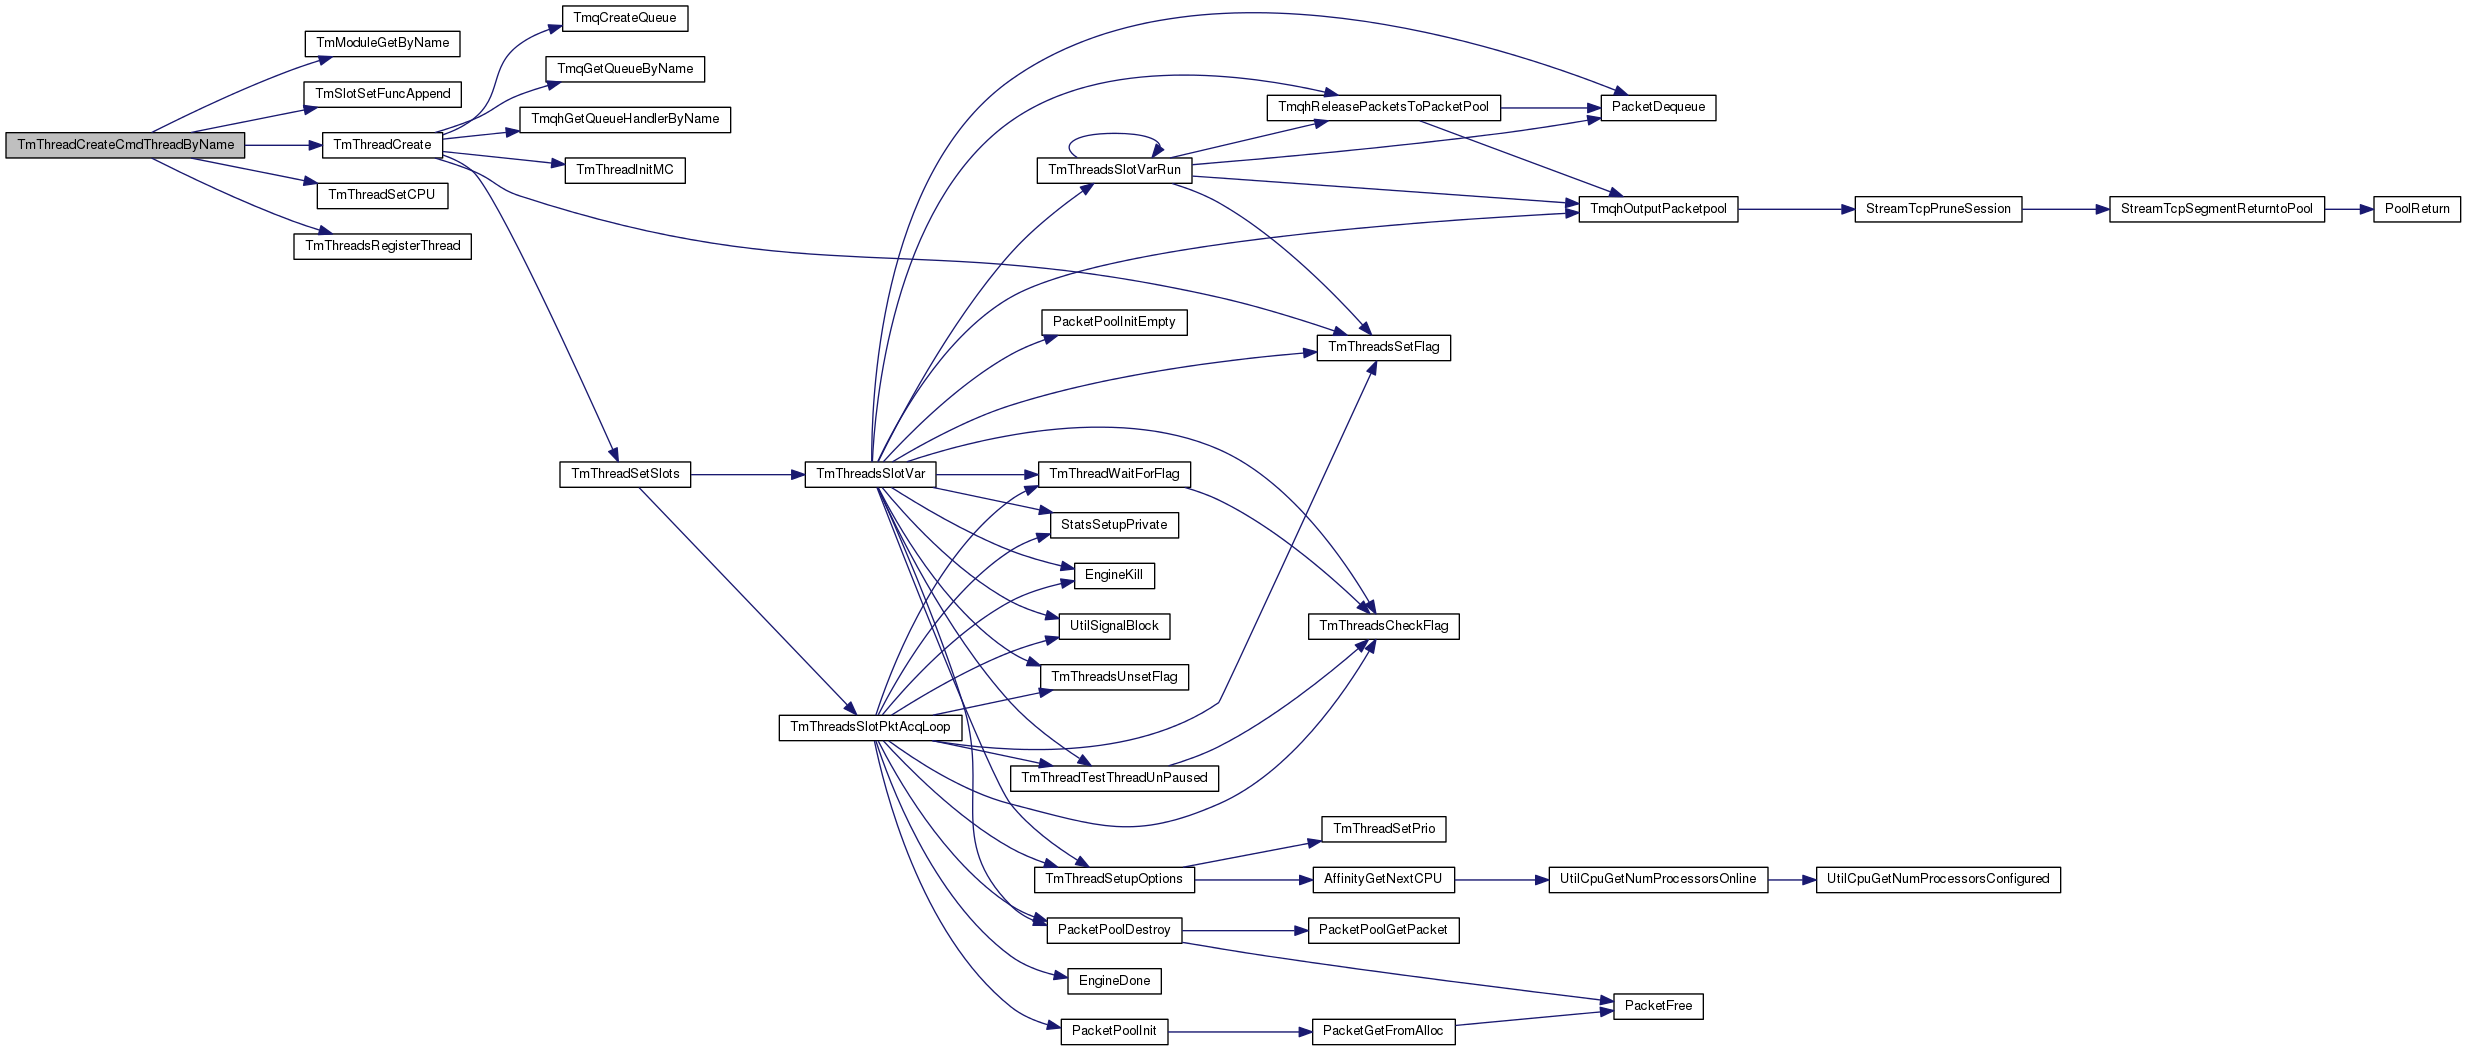 TmThreadCreateCmdThreadByName
TmModuleGetByName
TmSlotSetFuncAppend
TmThreadCreate
TmThreadSetCPU
TmThreadsRegisterThread
TmqCreateQueue
TmqGetQueueByName
TmqhGetQueueHandlerByName
TmThreadInitMC
TmThreadSetSlots
TmThreadsSlotVar
TmThreadsSlotPktAcqLoop
TmThreadsSlotVarRun
PacketPoolInitEmpty
TmThreadWaitForFlag
StatsSetupPrivate
EngineKill
UtilSignalBlock
TmThreadsUnsetFlag
TmThreadTestThreadUnPaused
TmThreadSetupOptions
PacketPoolDestroy
EngineDone
PacketPoolInit
TmqhReleasePacketsToPacketPool
TmThreadsSetFlag
TmThreadsCheckFlag
TmThreadSetPrio
AffinityGetNextCPU
PacketPoolGetPacket
PacketGetFromAlloc
PacketDequeue
TmqhOutputPacketpool
UtilCpuGetNumProcessorsOnline
PacketFree
StreamTcpPruneSession
UtilCpuGetNumProcessorsConfigured
StreamTcpSegmentReturntoPool
PoolReturn